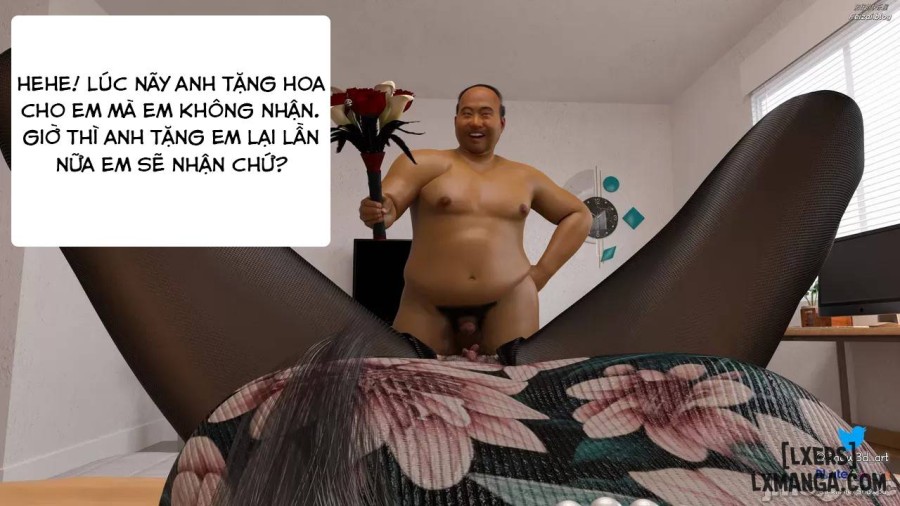 HEHE! LÚC NÃY ANH TẶNG HOA
CHO EM MÀ EM KHÔNG NHẬN.
GIỜ THÌ ANH TẶNG EM LẠI LẦN
NỮA EM SẼ NHẬN CHỨ?
[LXERS]
LXMANGA.COM